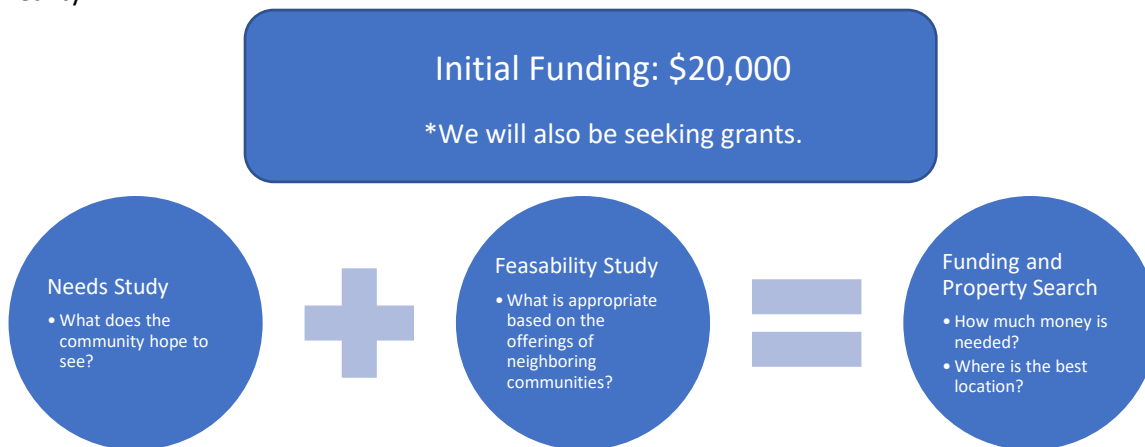 Initial Funding: $20,000
*We will also be seeking grants.
Needs Study
• What does the
community hope to
see?
Feasability Study
• What is appropriate
based on the
offerings of
neighboring
communities?
Funding and
Property Search
• How much money is
needed?
• Where is the best
location?